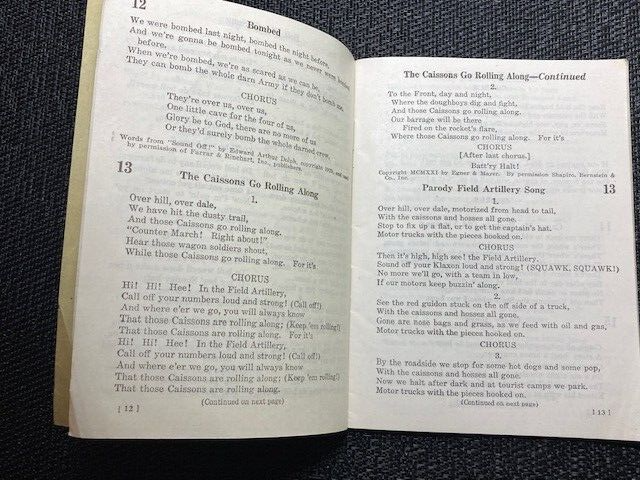 12
Bombed
We were bombed last night, bombed the night before,
And we're gonna be bombed tonight as we never were bombed
before,
When we're bombed, we're as scared as we can be,
They can bomb the whole darn Army if they don't bomb me.
CHORUS
They're over us, over us,
One little cave for the four of us,
Glory be to God, there are no more of us
Or they'd surely bomb the whole darned crew.
Words from "Sound Off!" by Edward Arthur Dolph, copyright 1929, and used
by permission of Farrar & Rinehart, Inc., publishers.
13
The Caissons Go Rolling Along
1.
Over hill, over dale,
We have hit the dusty trail,
And those Caissons go rolling along.
"Counter March! Right about!"
Hear those wagon soldiers shout,
While those Caissons go rolling along. For it's
CHORUS
Hi! Hi! Hee! In the Field Artillery,
Call off your numbers loud and strong! (Call off!)
And where e'er we go, you will always know
That those Caissons are rolling along; (Keep 'em rolling!)
That those Caissons are rolling along. For it's
Hi! Hi! Hee! In the Field Artillery,
Call off your numbers loud and strong! (Call off!)
And where e'er we go, you will always know
That those Caissons are rolling along; (Keep 'em rolling!)
That those Caissons are rolling along.
(Continued on next page)
[ 12 ]
The Caissons Go Rolling Along—Continued
2.
To the Front, day and night,
Where the doughboys dig and fight,
And those Caissons go rolling along.
Our barrage will be there
Fired on the rocket's flare,
Where those Caissons go rolling along. For it's
CHORUS
[After last chorus.]
Batt'ry Halt!
Copyright MCMXXI by Egner & Mayer. By permission Shapiro, Bernstein &
Co., Inc.
Parody Field Artillery Song 13
1.
Over hill, over dale, motorized from head to tail,
With the caissons and hosses all gone.
Stop to fix up a flat, or to get the captain's hat.
Motor trucks with the pieces hooked on.
CHORUS
Then it's high, high see! the Field Artillery.
Sound off your Klaxon loud and strong! (SQUAWK, SQUAWK!)
No more we'll go, with a team in low,
If our motors keep buzzin' along.
2.
See the red guidon stuck on the off side of a truck,
With the caissons and hosses all gone.
Gone are nose bags and grass, as we feed with oil and gas,
Motor trucks with the pieces hooked on.
CHORUS
3.
By the roadside we stop for some hot dogs and some pop,
With the caissons and hosses all gone.
Now we halt after dark and at tourist camps we park.
Motor trucks with the pieces hooked on.
(Continued on next page)
[ 13 ]